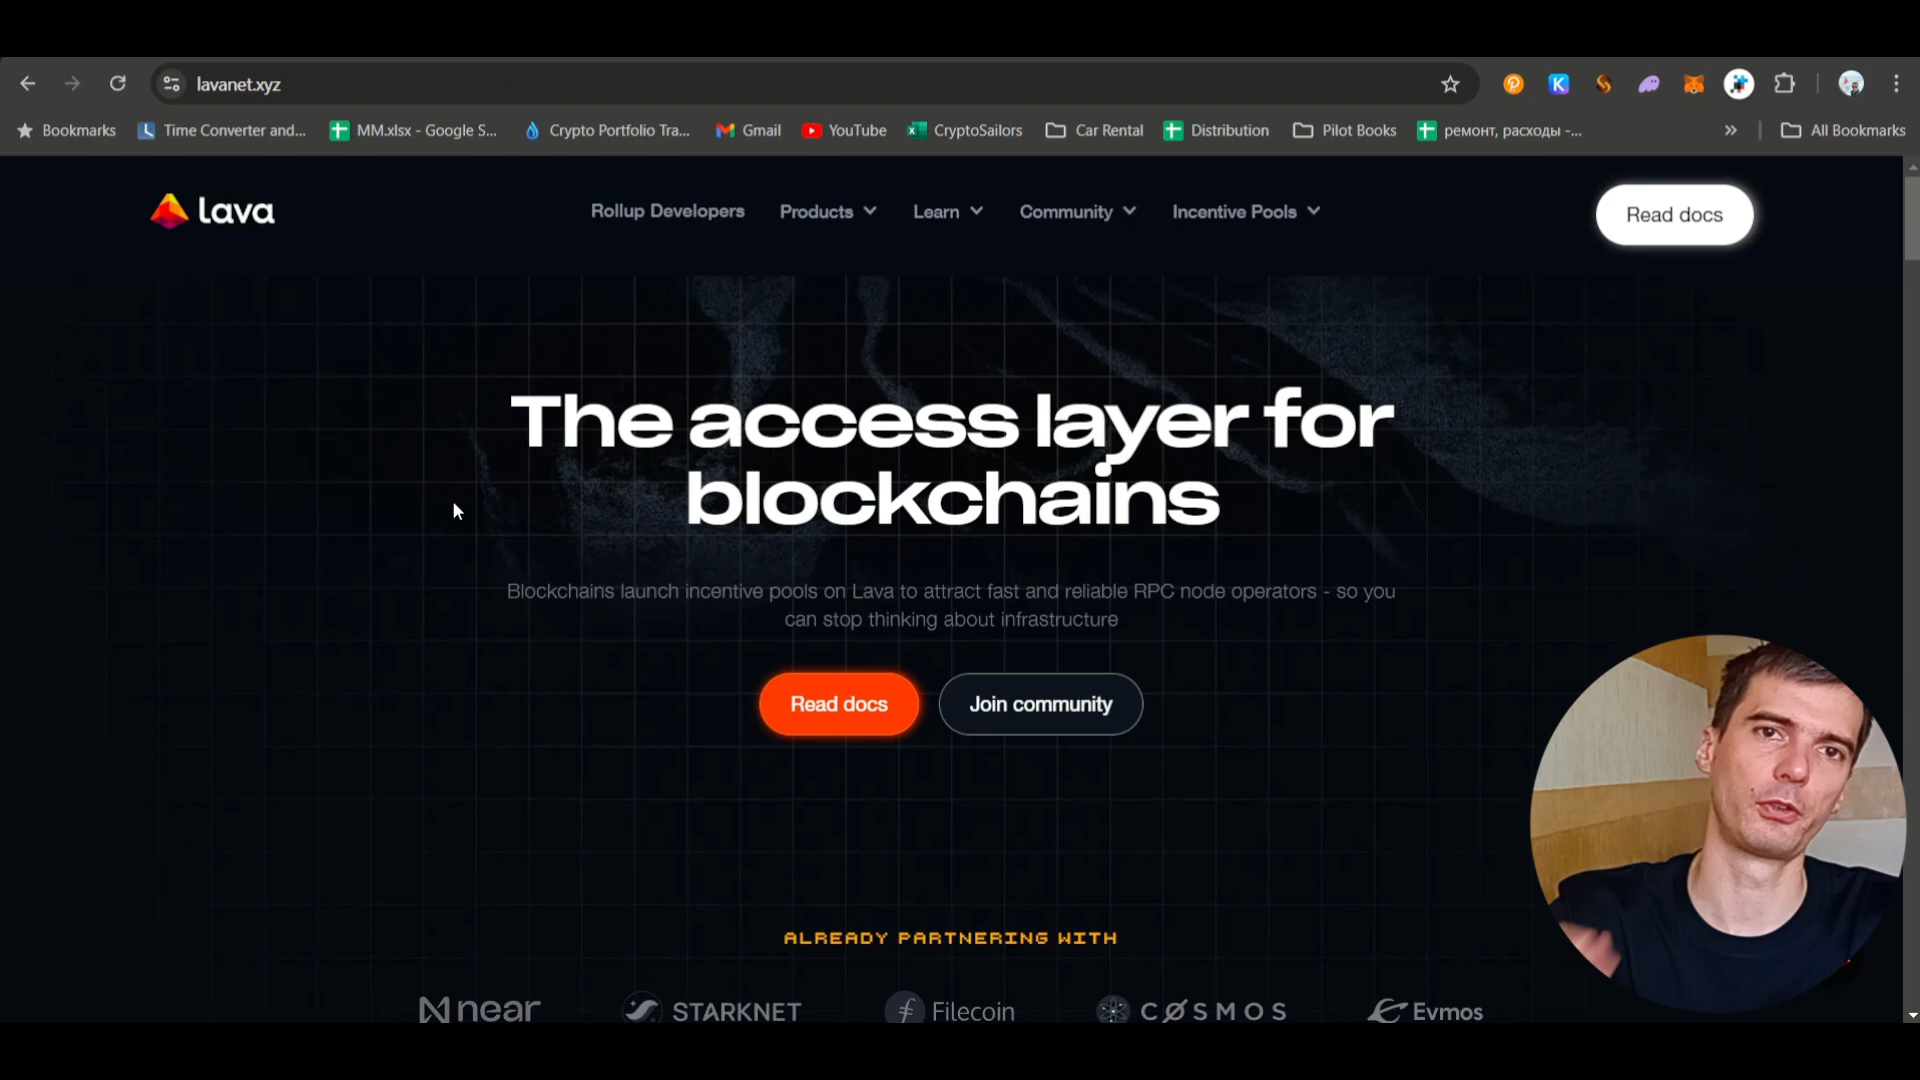 lavanet.xyz
Bookmarks Time Converter and... MM.xlsx - Google S... Crypto Portfolio Tra... Gmail YouTube CryptoSailors Car Rental Distribution Pilot Books ремонт, расходы -... » All Bookmarks
lava Rollup Developers Products Learn Community Incentive Pools Read docs
The access layer for
blockchains
Blockchains launch incentive pools on Lava to attract fast and reliable RPC node operators - so you
can stop thinking about infrastructure
Read docs Join community
ALREADY PARTNERING WITH
near STARKNET Filecoin COSMOS Evmos